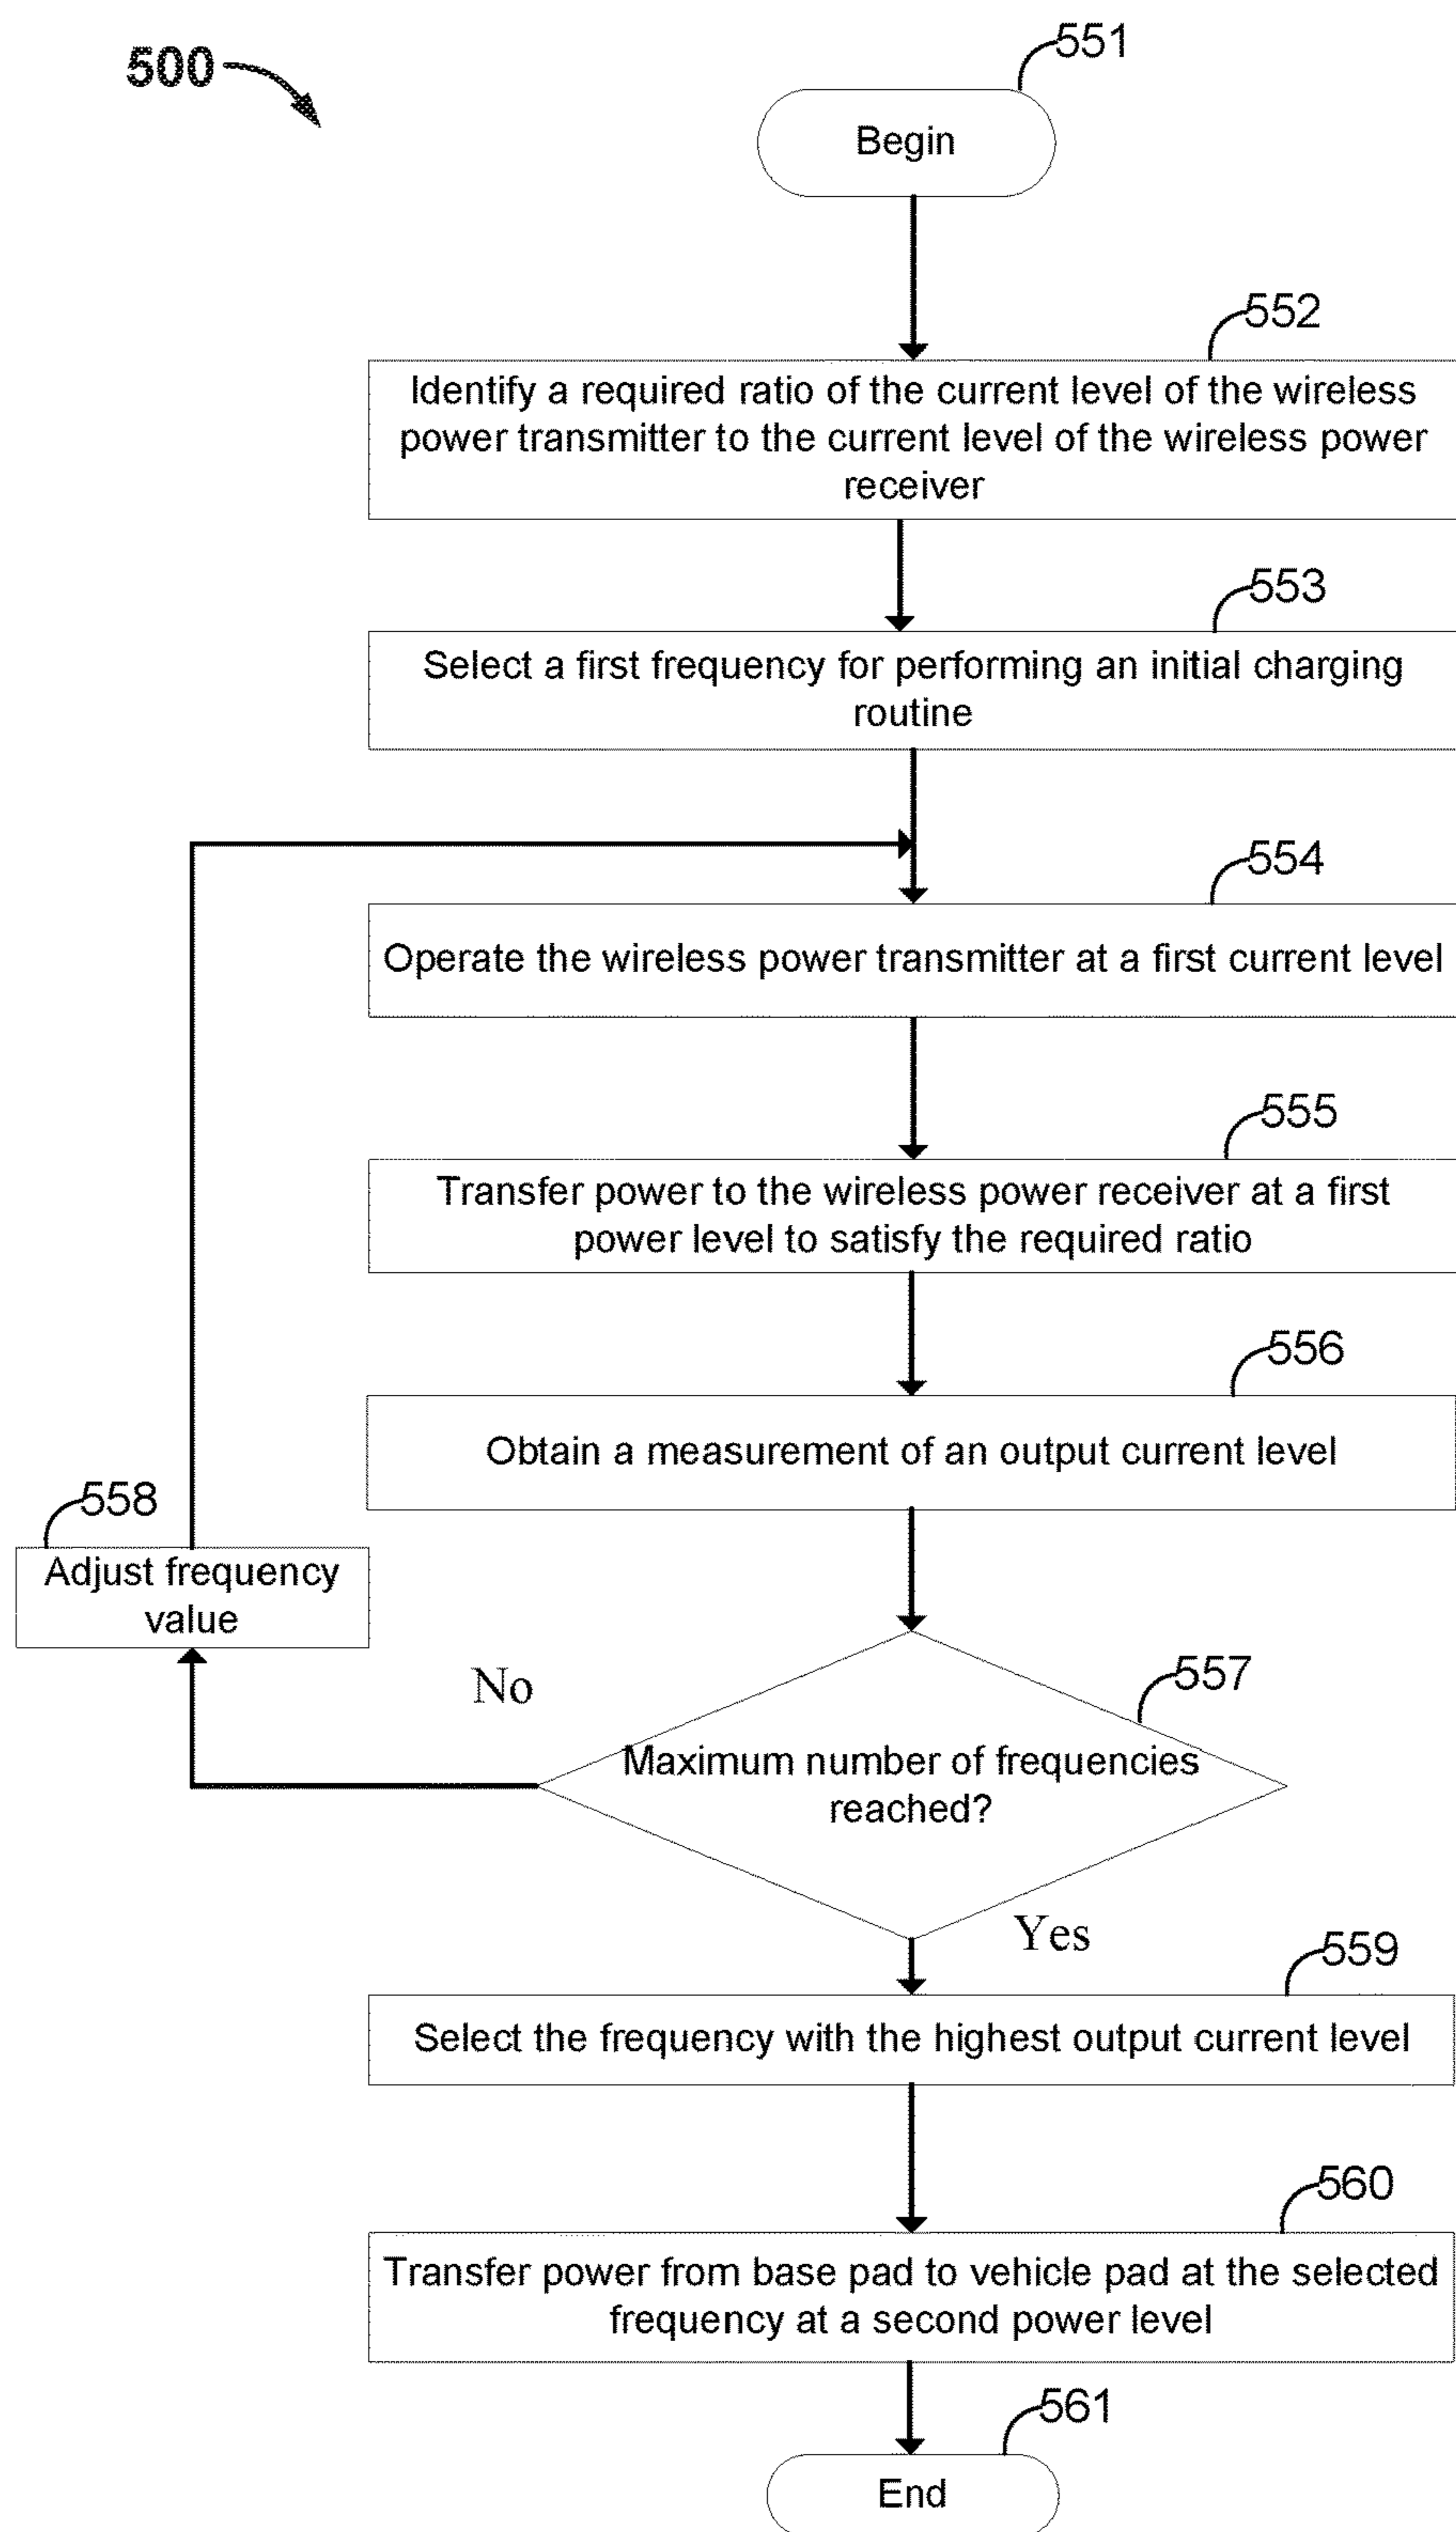 500
551
Begin
552
Identify a required ratio of the current level of the wireless
power transmitter to the current level of the wireless power
receiver
553
Select a first frequency for performing an initial charging
routine
554
Operate the wireless power transmitter at a first current level
555
Transfer power to the wireless power receiver at a first
power level to satisfy the required ratio
556
Obtain a measurement of an output current level
558
Adjust frequency
value
No
557
Maximum number of frequencies
reached?
Yes
559
Select the frequency with the highest output current level
560
Transfer power from base pad to vehicle pad at the selected
frequency at a second power level
561
End